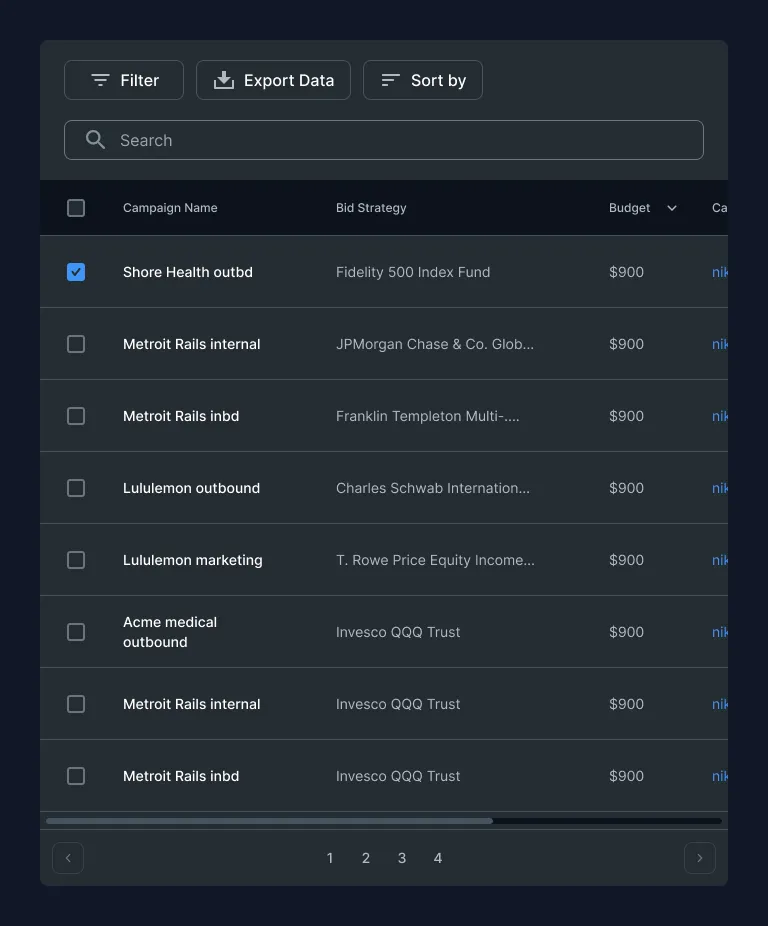 Filter Export Data Sort by
Search
Campaign Name Bid Strategy Budget Ca
Shore Health outbd Fidelity 500 Index Fund $900 nik
Metroit Rails internal JPMorgan Chase & Co. Glob... $900 nik
Metroit Rails inbd Franklin Templeton Multi-.... $900 nik
Lululemon outbound Charles Schwab Internation... $900 nik
Lululemon marketing T. Rowe Price Equity Income... $900 nik
Acme medical
outbound Invesco QQQ Trust $900 nik
Metroit Rails internal Invesco QQQ Trust $900 nik
Metroit Rails inbd Invesco QQQ Trust $900 nik
1 2 3 4